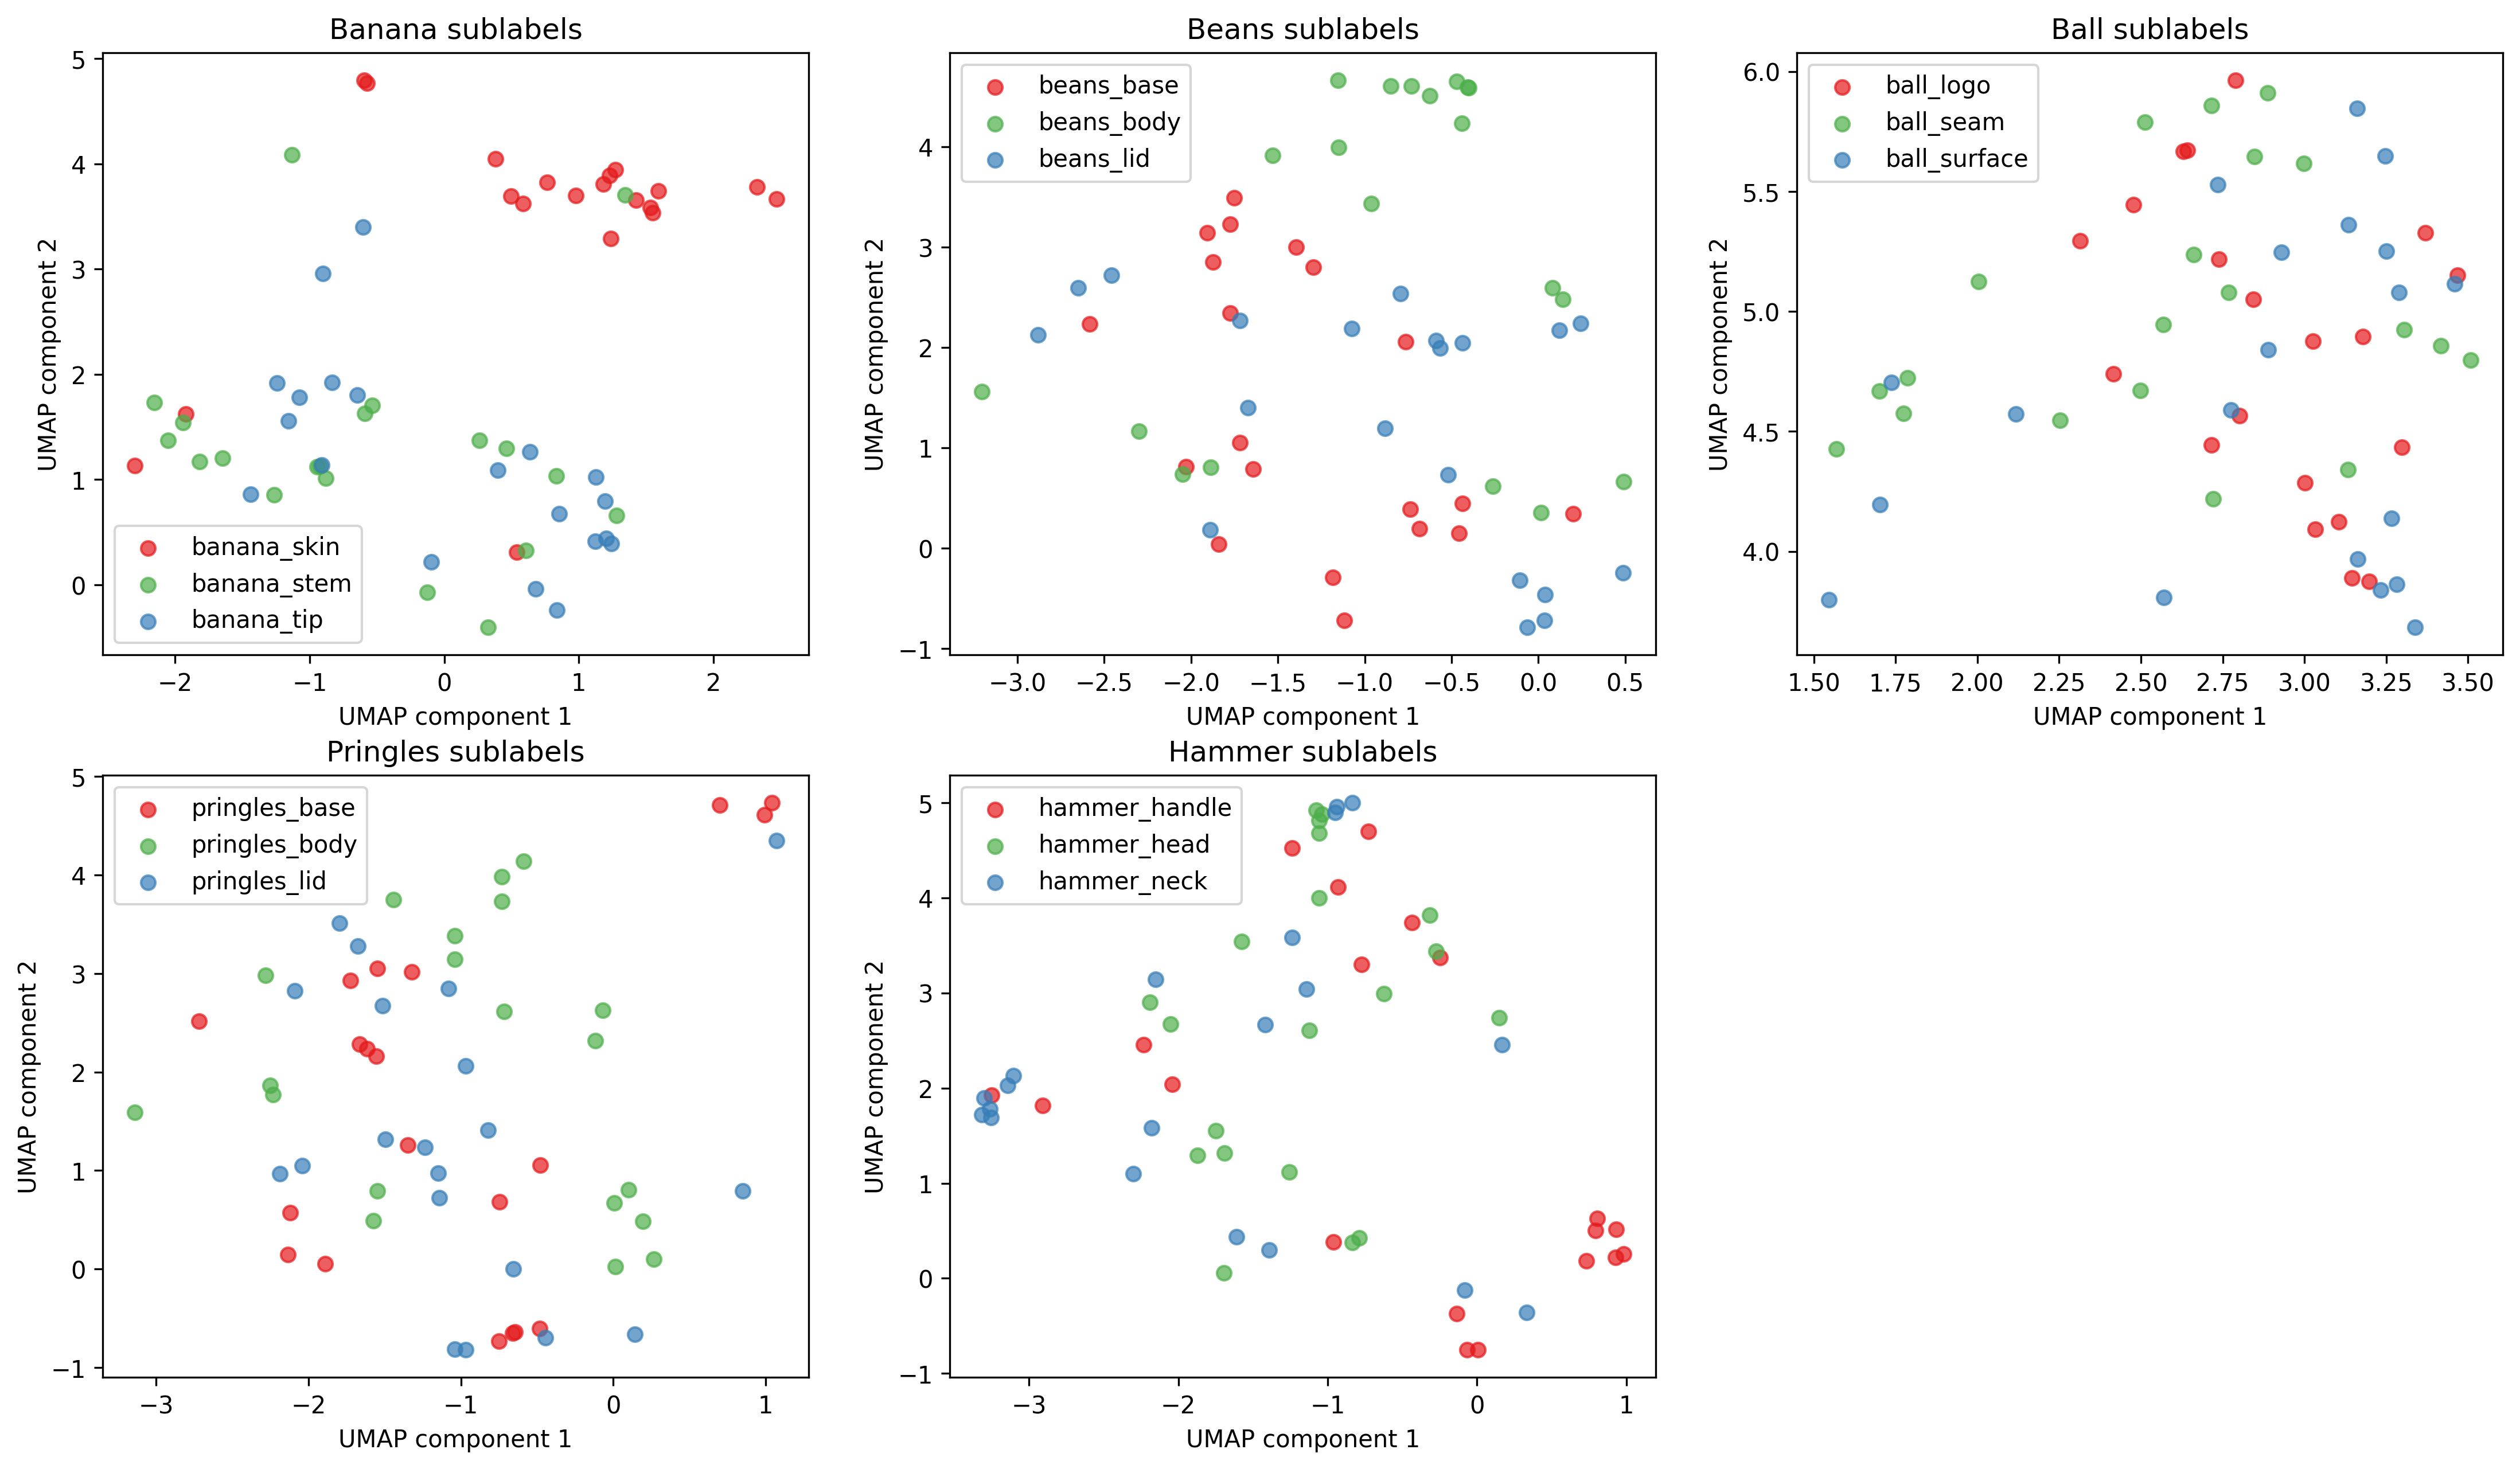 Banana sublabels
UMAP component 2
5
4
3
2
1
0
banana_skin
banana_stem
banana_tip
−2 −1 0 1 2
UMAP component 1
Beans sublabels
UMAP component 2
4
3
2
1
0
−1
beans_base
beans_body
beans_lid
−3.0 −2.5 −2.0 −1.5 −1.0 −0.5 0.0 0.5
UMAP component 1
Ball sublabels
UMAP component 2
6.0
5.5
5.0
4.5
4.0
ball_logo
ball_seam
ball_surface
1.50 1.75 2.00 2.25 2.50 2.75 3.00 3.25 3.50
UMAP component 1
Pringles sublabels
UMAP component 2
5
4
3
2
1
0
−1
pringles_base
pringles_body
pringles_lid
−3 −2 −1 0 1
UMAP component 1
Hammer sublabels
UMAP component 2
5
4
3
2
1
0
−1
hammer_handle
hammer_head
hammer_neck
−3 −2 −1 0 1
UMAP component 1